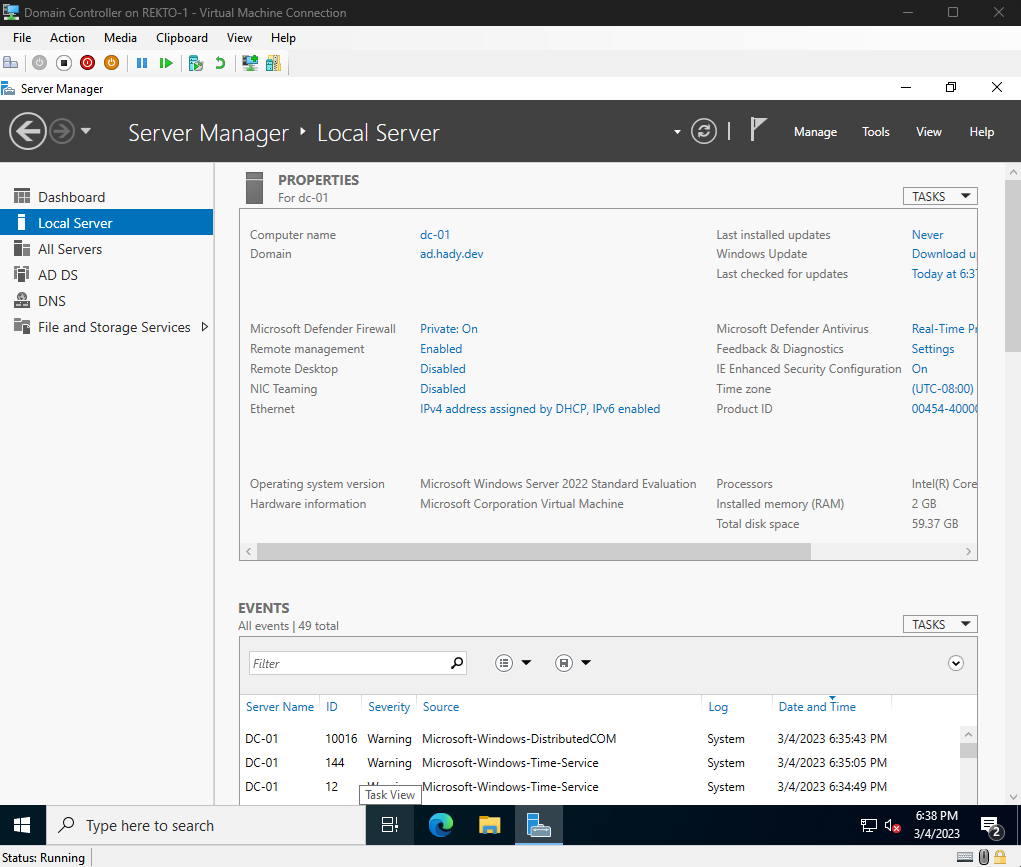 Domain Controller on REKTO-1 - Virtual Machine Connection
File Action Media Clipboard View Help
Server Manager
Server Manager Local Server
Manage Tools View Help
Dashboard
Local Server
All Servers
AD DS
DNS
File and Storage Services
PROPERTIES
For dc-01
TASKS
Computer name dc-01 Last installed updates Never
Domain ad.hady.dev Windows Update Download u
Last checked for updates Today at 6:37
Microsoft Defender Firewall Private: On Microsoft Defender Antivirus Real-Time Pr
Remote management Enabled Feedback & Diagnostics Settings
Remote Desktop Disabled IE Enhanced Security Configuration On
NIC Teaming Disabled Time zone (UTC-08:00)
Ethernet IPv4 address assigned by DHCP, IPv6 enabled Product ID 00454-40000
Operating system version Microsoft Windows Server 2022 Standard Evaluation Processors Intel(R) Core
Hardware information Microsoft Corporation Virtual Machine Installed memory (RAM) 2 GB
Total disk space 59.37 GB
EVENTS
All events | 49 total
TASKS
Filter
Server Name ID Severity Source Log Date and Time
DC-01 10016 Warning Microsoft-Windows-DistributedCOM System 3/4/2023 6:35:43 PM
DC-01 144 Warning Microsoft-Windows-Time-Service System 3/4/2023 6:35:05 PM
DC-01 12 Warning Microsoft-Windows-Time-Service System 3/4/2023 6:34:49 PM
Task View
Type here to search
6:38 PM
3/4/2023
2
Status: Running